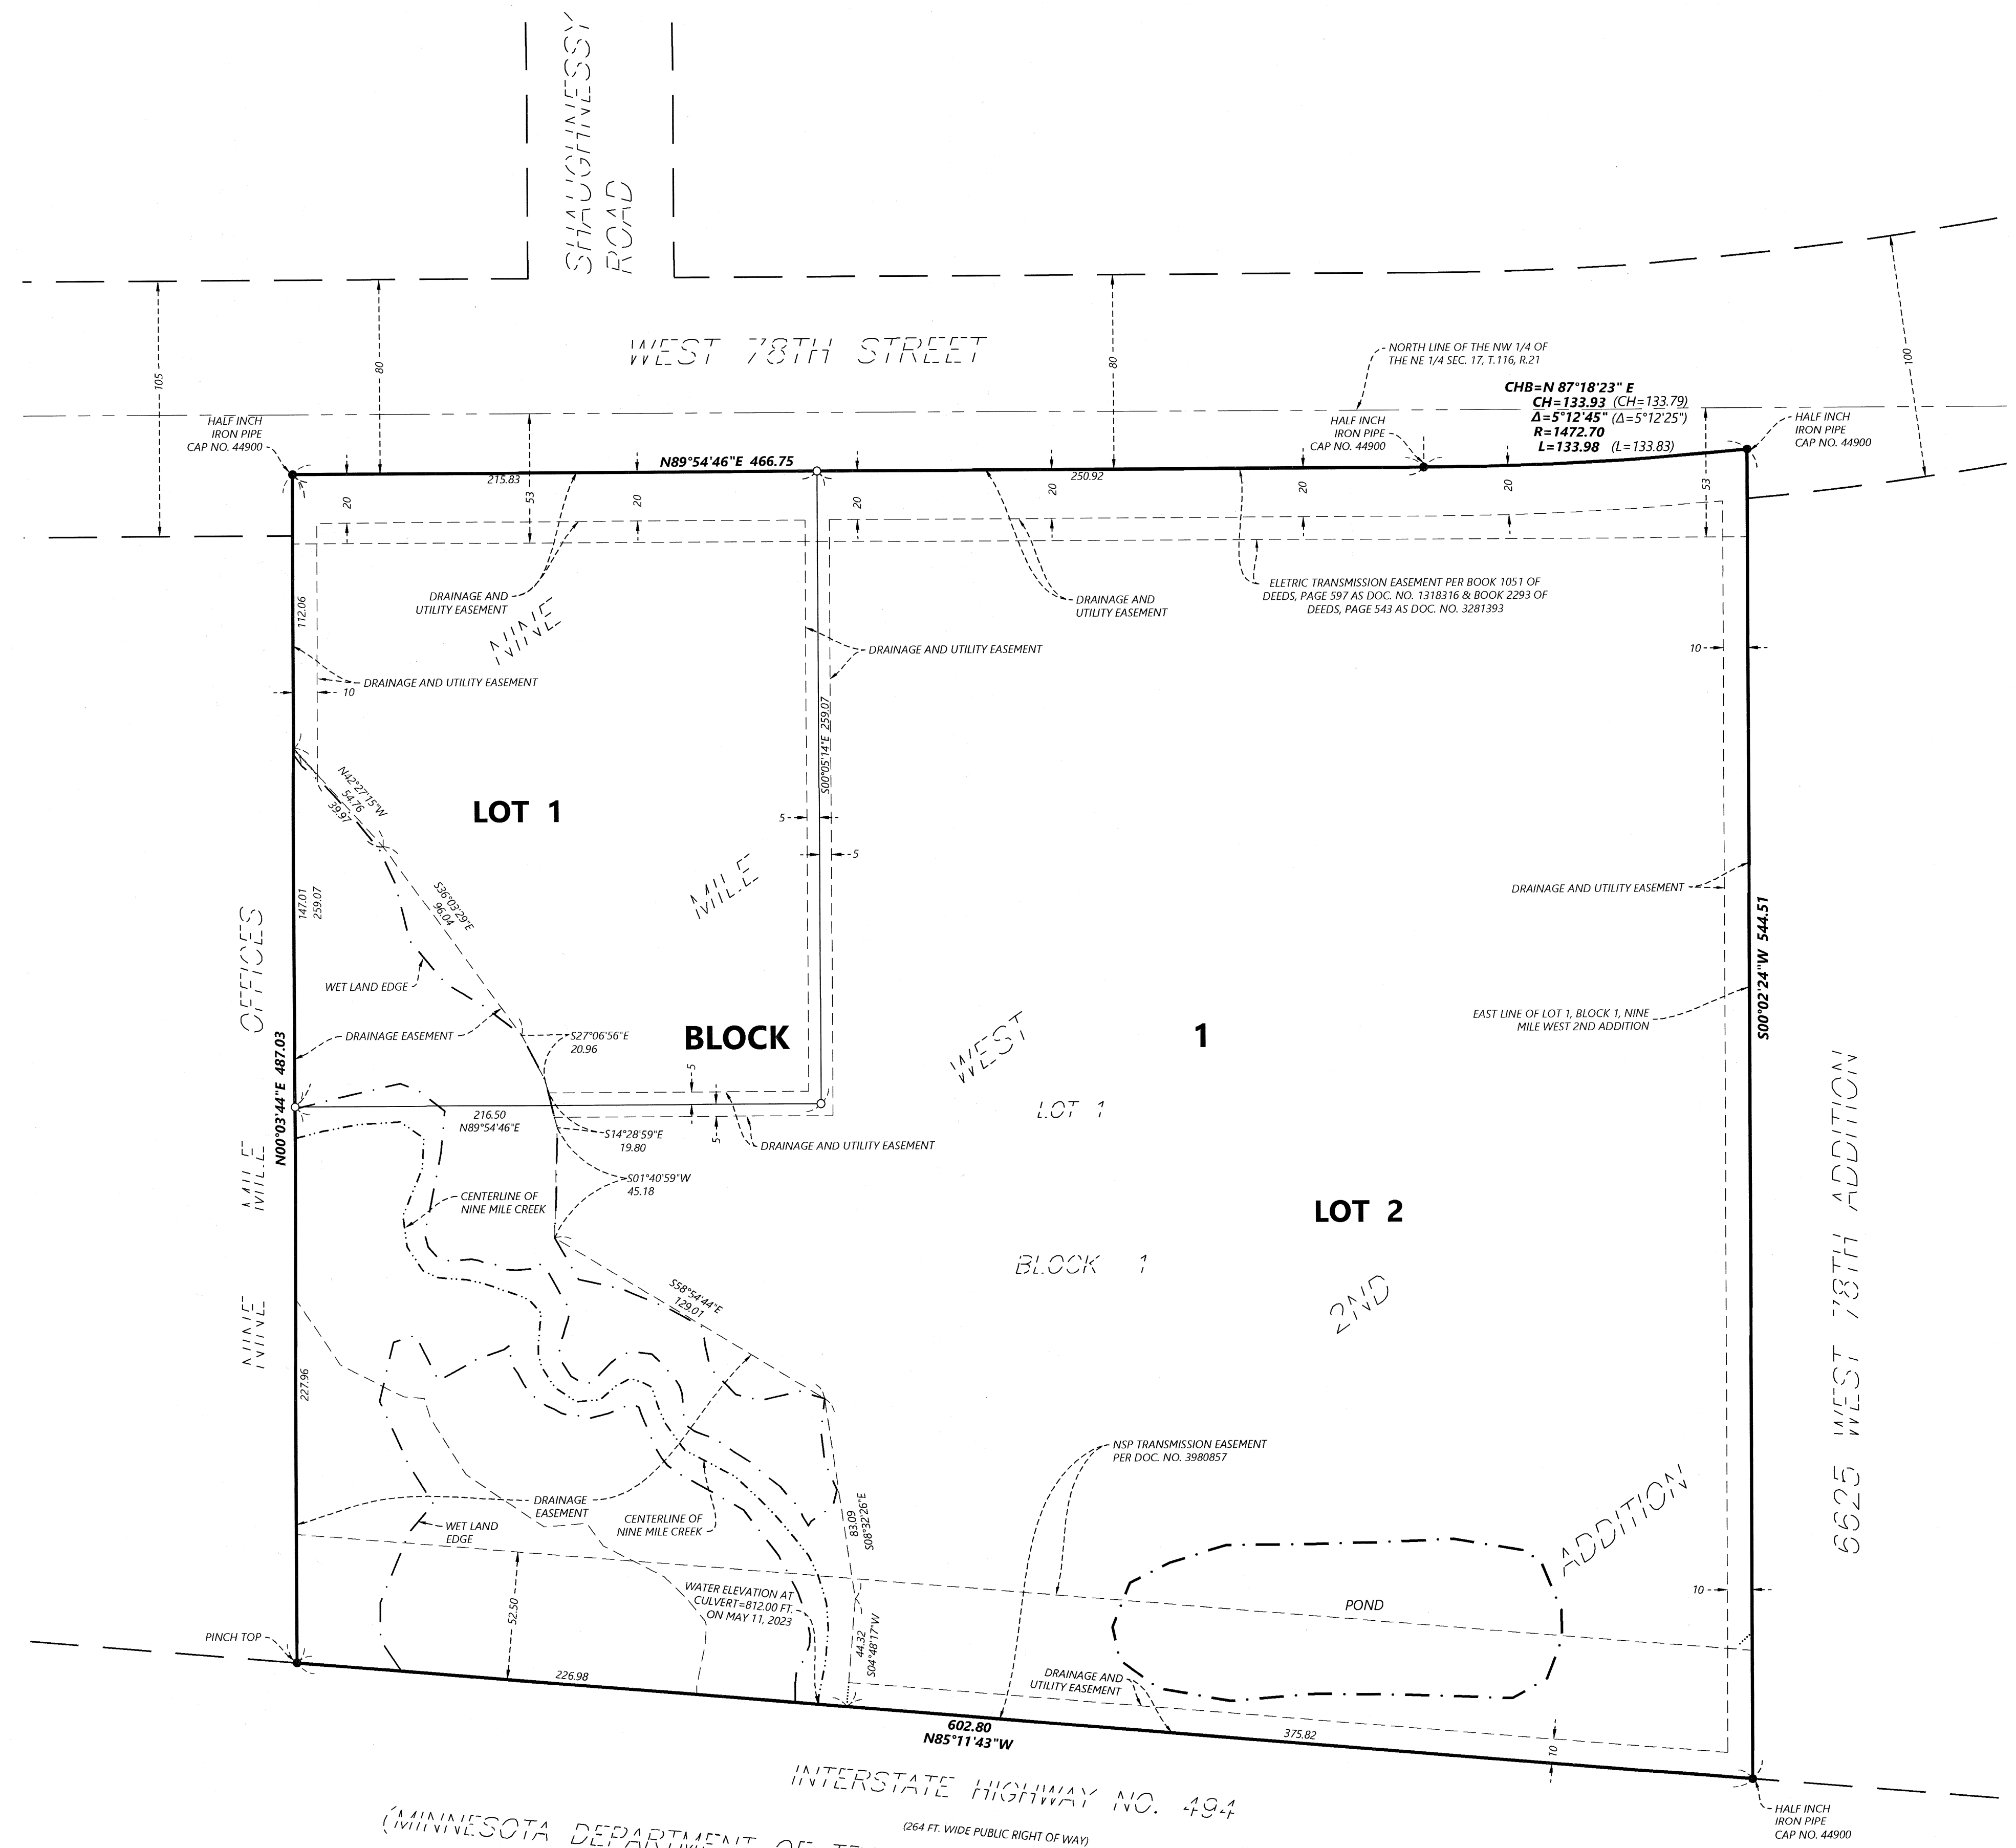 SHAUGHNESSY
ROAD
WEST 78TH STREET
105
80
80
100
NORTH LINE OF THE NW 1/4 OF
THE NE 1/4 SEC. 17, T.116, R.21
CHB=N 87°18'23" E
CH=133.93 (CH=133.79)
Δ=5°12'45" (Δ=5°12'25")
R=1472.70
L=133.98 (L=133.83)
HALF INCH
IRON PIPE
CAP NO. 44900
HALF INCH
IRON PIPE
CAP NO. 44900
HALF INCH
IRON PIPE
CAP NO. 44900
N89°54'46"E 466.75
215.83
250.92
20
53
20
20
20
20
20
53
DRAINAGE AND
UTILITY EASEMENT
DRAINAGE AND
UTILITY EASEMENT
ELETRIC TRANSMISSION EASEMENT PER BOOK 1051 OF
DEEDS, PAGE 597 AS DOC. NO. 1318316 & BOOK 2293 OF
DEEDS, PAGE 543 AS DOC. NO. 3281393
112.06
NINE
DRAINAGE AND UTILITY EASEMENT
10
DRAINAGE AND UTILITY EASEMENT
10
S00°05'14"E 259.07
N42°27'15"W
54.76
39.97
LOT 1
5
5
MILE
S36°03'29"E
96.04
147.01
259.07
DRAINAGE AND UTILITY EASEMENT
S00°02'24"W 544.51
WET LAND EDGE
EAST LINE OF LOT 1, BLOCK 1, NINE
MILE WEST 2ND ADDITION
DRAINAGE EASEMENT
S27°06'56"E
20.96
BLOCK
1
WEST
N00°03'44"E 487.03
NINE MILE OFFICES
5
5
216.50
N89°54'46"E
S14°28'59"E
19.80
DRAINAGE AND UTILITY EASEMENT
LOT 1
S01°40'59"W
45.18
CENTERLINE OF
NINE MILE CREEK
LOT 2
BLOCK 1
S58°54'44"E
129.01
2ND
6625 WEST 78TH ADDITION
227.96
NSP TRANSMISSION EASEMENT
PER DOC. NO. 3980857
ADDITION
DRAINAGE
EASEMENT
WET LAND
EDGE
CENTERLINE OF
NINE MILE CREEK
83.09
S08°32'26"E
WATER ELEVATION AT
CULVERT=812.00 FT.
ON MAY 11, 2023
52.50
POND
10
44.32
S04°48'17"W
PINCH TOP
226.98
DRAINAGE AND
UTILITY EASEMENT
375.82
10
602.80
N85°11'43"W
INTERSTATE HIGHWAY NO. 494
(264 FT. WIDE PUBLIC RIGHT OF WAY)
(MINNESOTA DEPARTMENT OF
HALF INCH
IRON PIPE
CAP NO. 44900